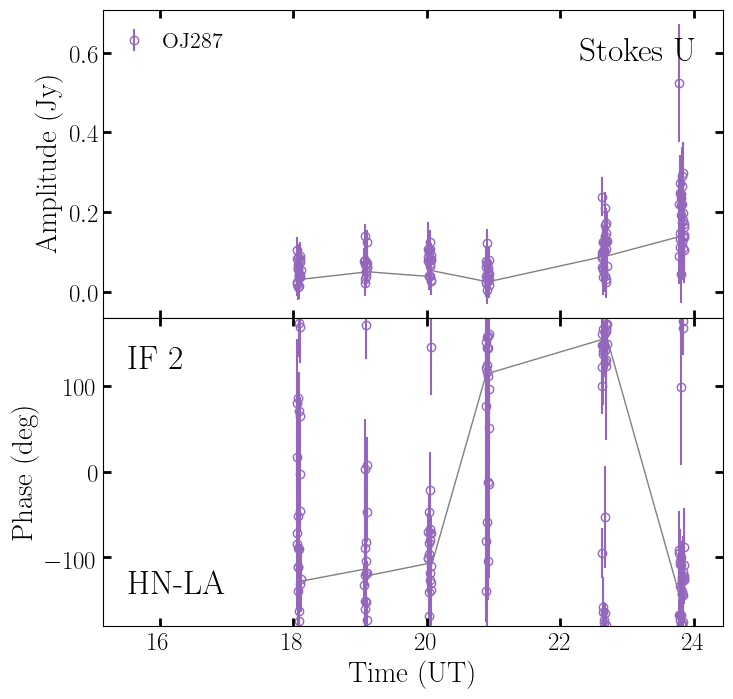 OJ287
Stokes U
0.6
0.4
0.2
0.0
Amplitude (Jy)
IF 2
100
0
−100
Phase (deg)
HN-LA
16 18 20 22 24
Time (UT)